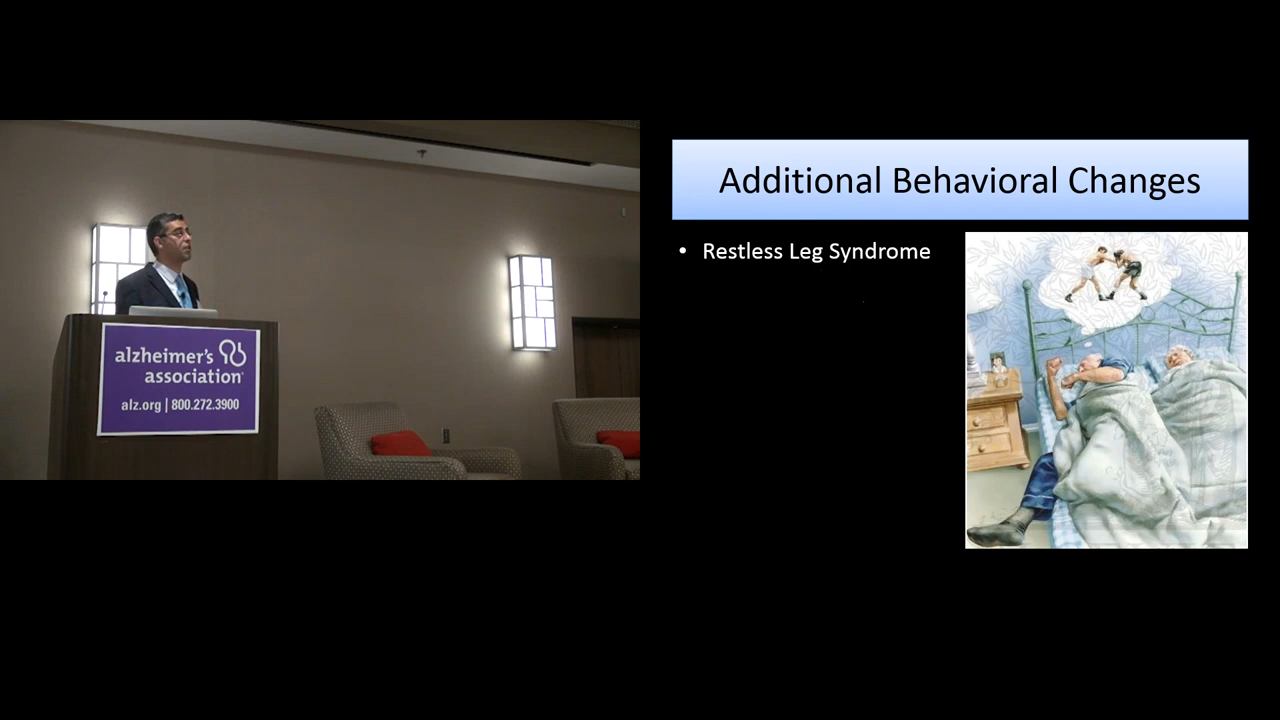 alzheimer's
association®
alz.org | 800.272.3900
Additional Behavioral Changes
• Restless Leg Syndrome